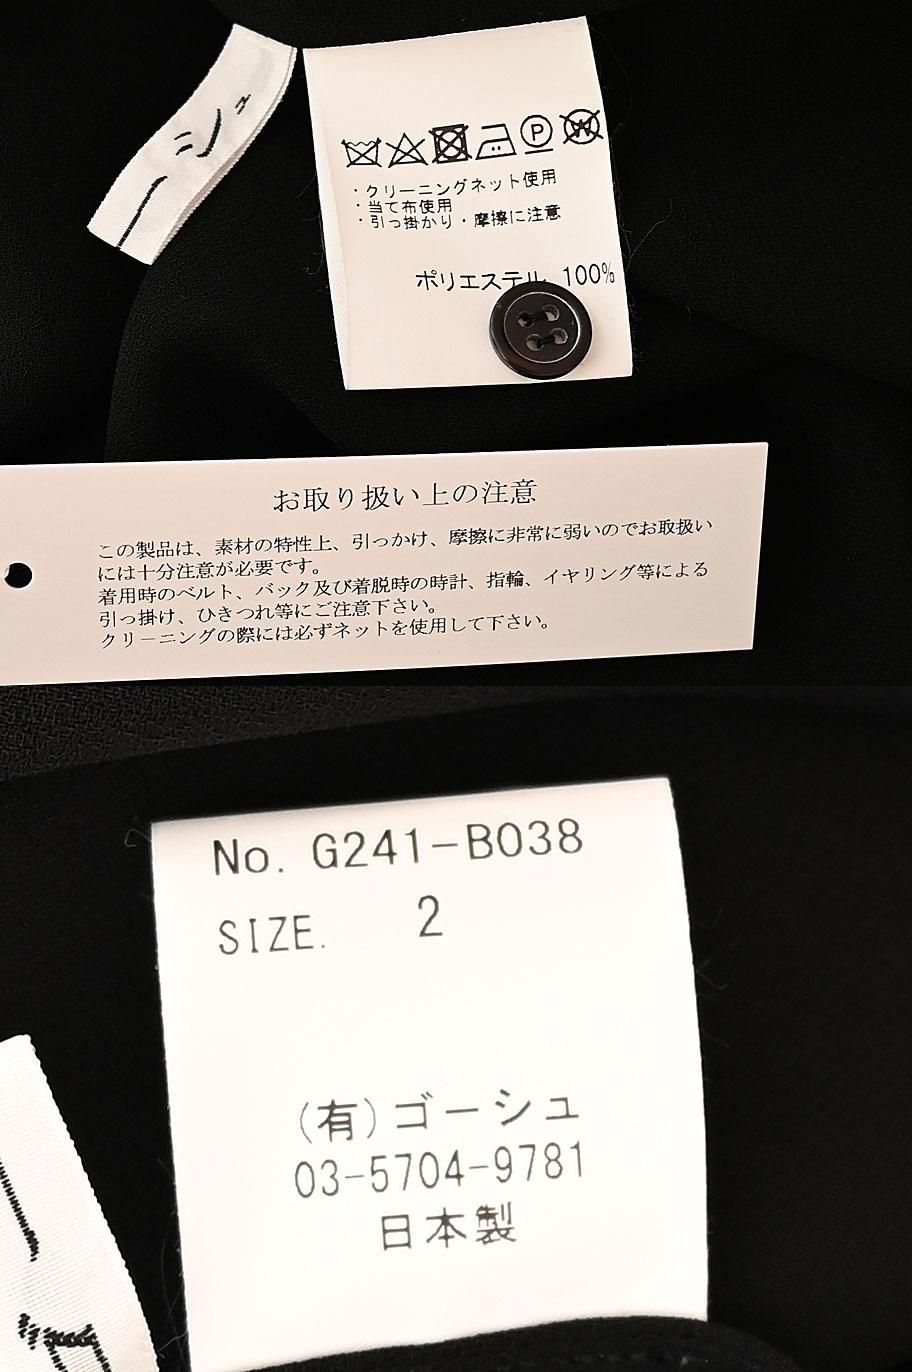 ーシュ
P
W
・クリーニングネット使用
・当て布使用
・引っ掛かり・摩擦に注意
ポリエステル 100%
お取り扱い上の注意
この製品は、素材の特性上、引っかけ、摩擦に非常に弱いのでお取扱い
には十分注意が必要です。
着用時のベルト、バック及び着脱時の時計、指輪、イヤリング等による
引っ掛け、ひきつれ等にご注意下さい。
クリーニングの際には必ずネットを使用して下さい。
No. G241-B038
SIZE. 2
(有)ゴーシュ
03-5704-9781
日本製